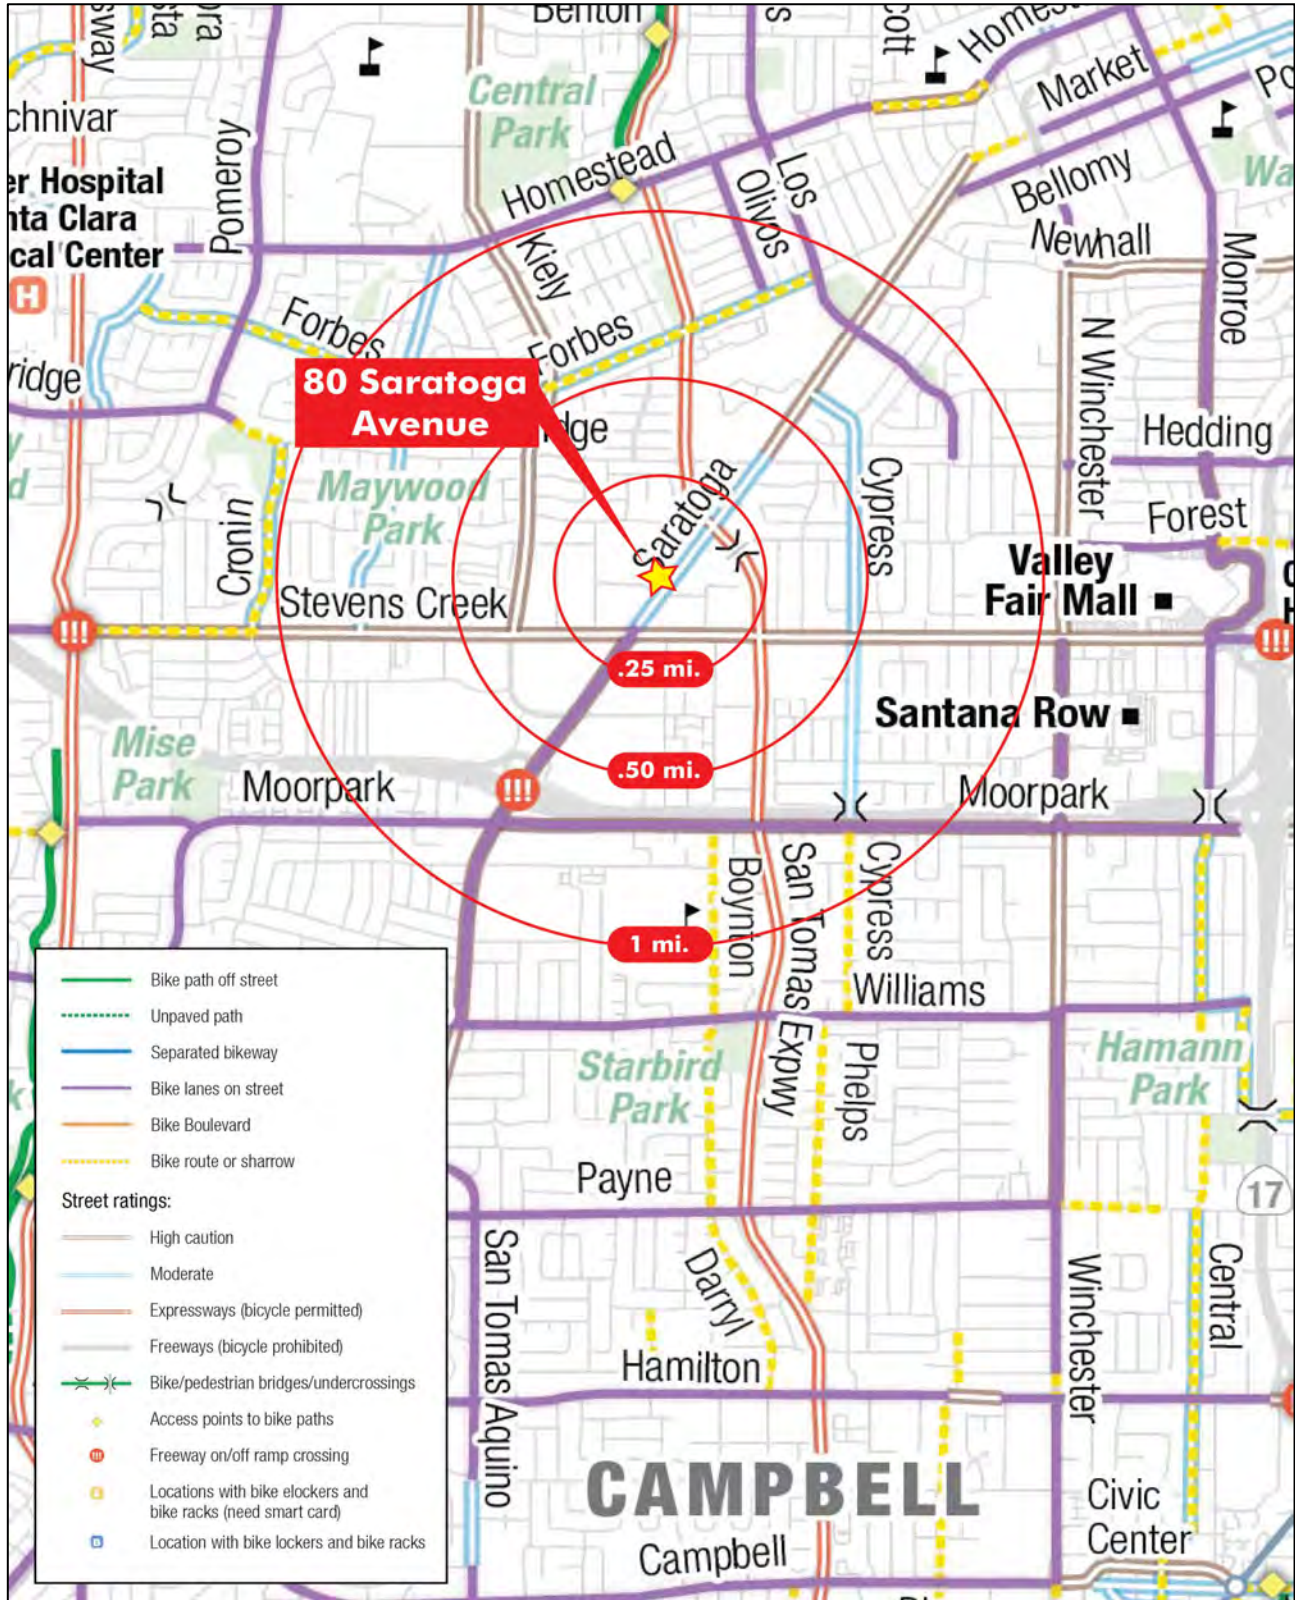 Benton
Homest
Market
Central
Park
chnivar
Pomeroy
Homestead
Los
Olivos
Bellomy
Newhall
Monroe
er Hospital
nta Clara
cal Center
H
Kiely
Forbes
Forbes
ridge
80 Saratoga
Avenue
idge
N Winchester
Hedding
Maywood
Park
Saratoga
Cypress
Forest
Cronin
Valley
Fair Mall
Stevens Creek
!!!
!!!
.25 mi.
Santana Row
Mise
Park
.50 mi.
Moorpark
!!!
Moorpark
Boynton
San Tomas Expwy
Cypress
1 mi.
Williams
Starbird
Park
Phelps
Hamann
Park
Payne
17
San Tomas Aquino
Darryl
Winchester
Central
Hamilton
CAMPBELL
Civic
Center
Campbell
Bike path off street
Unpaved path
Separated bikeway
Bike lanes on street
Bike Boulevard
Bike route or sharrow
Street ratings:
High caution
Moderate
Expressways (bicycle permitted)
Freeways (bicycle prohibited)
Bike/pedestrian bridges/undercrossings
Access points to bike paths
!!! Freeway on/off ramp crossing
Locations with bike elockers and
bike racks (need smart card)
Location with bike lockers and bike racks